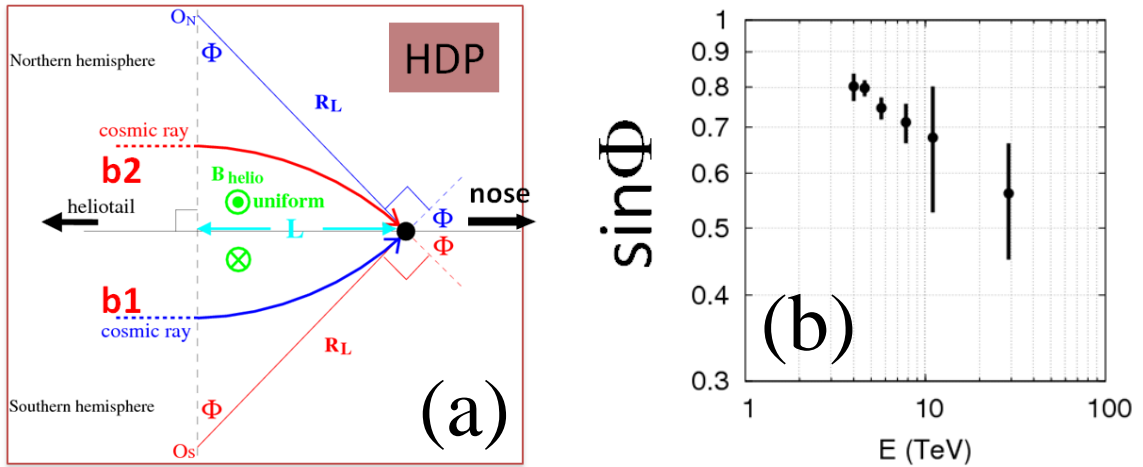 O_N
Φ
HDP
Northern hemisphere
R_L
cosmic ray
b2
B_helio
uniform
nose
heliotail
L
Φ
Φ
b1
cosmic ray
R_L
Southern hemisphere
Φ
O_S
(a)
sinΦ
1
0.9
0.8
0.7
0.6
0.5
0.4
0.3
(b)
1
10
100
E (TeV)